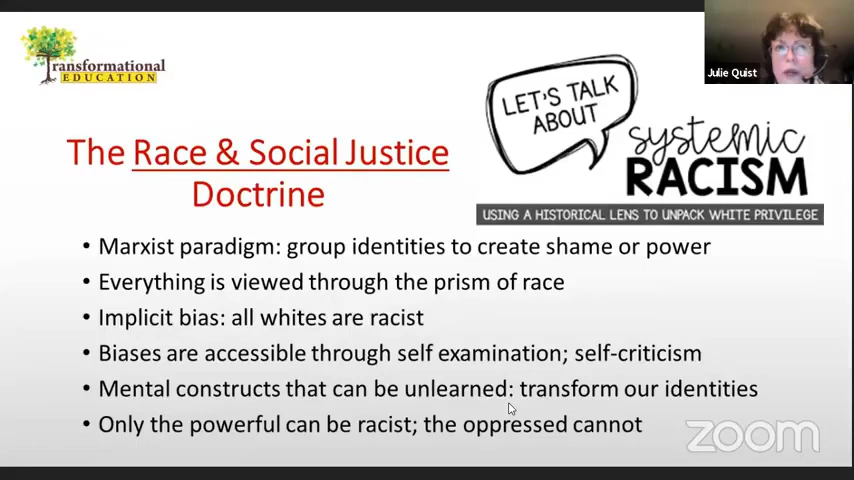 Transformational
EDUCATION
Julie Quist
LET'S TALK
ABOUT
systemic
RACISM
USING A HISTORICAL LENS TO UNPACK WHITE PRIVILEGE
The Race & Social Justice
Doctrine
• Marxist paradigm: group identities to create shame or power
• Everything is viewed through the prism of race
• Implicit bias: all whites are racist
• Biases are accessible through self examination; self-criticism
• Mental constructs that can be unlearned: transform our identities
• Only the powerful can be racist; the oppressed cannot
zoom